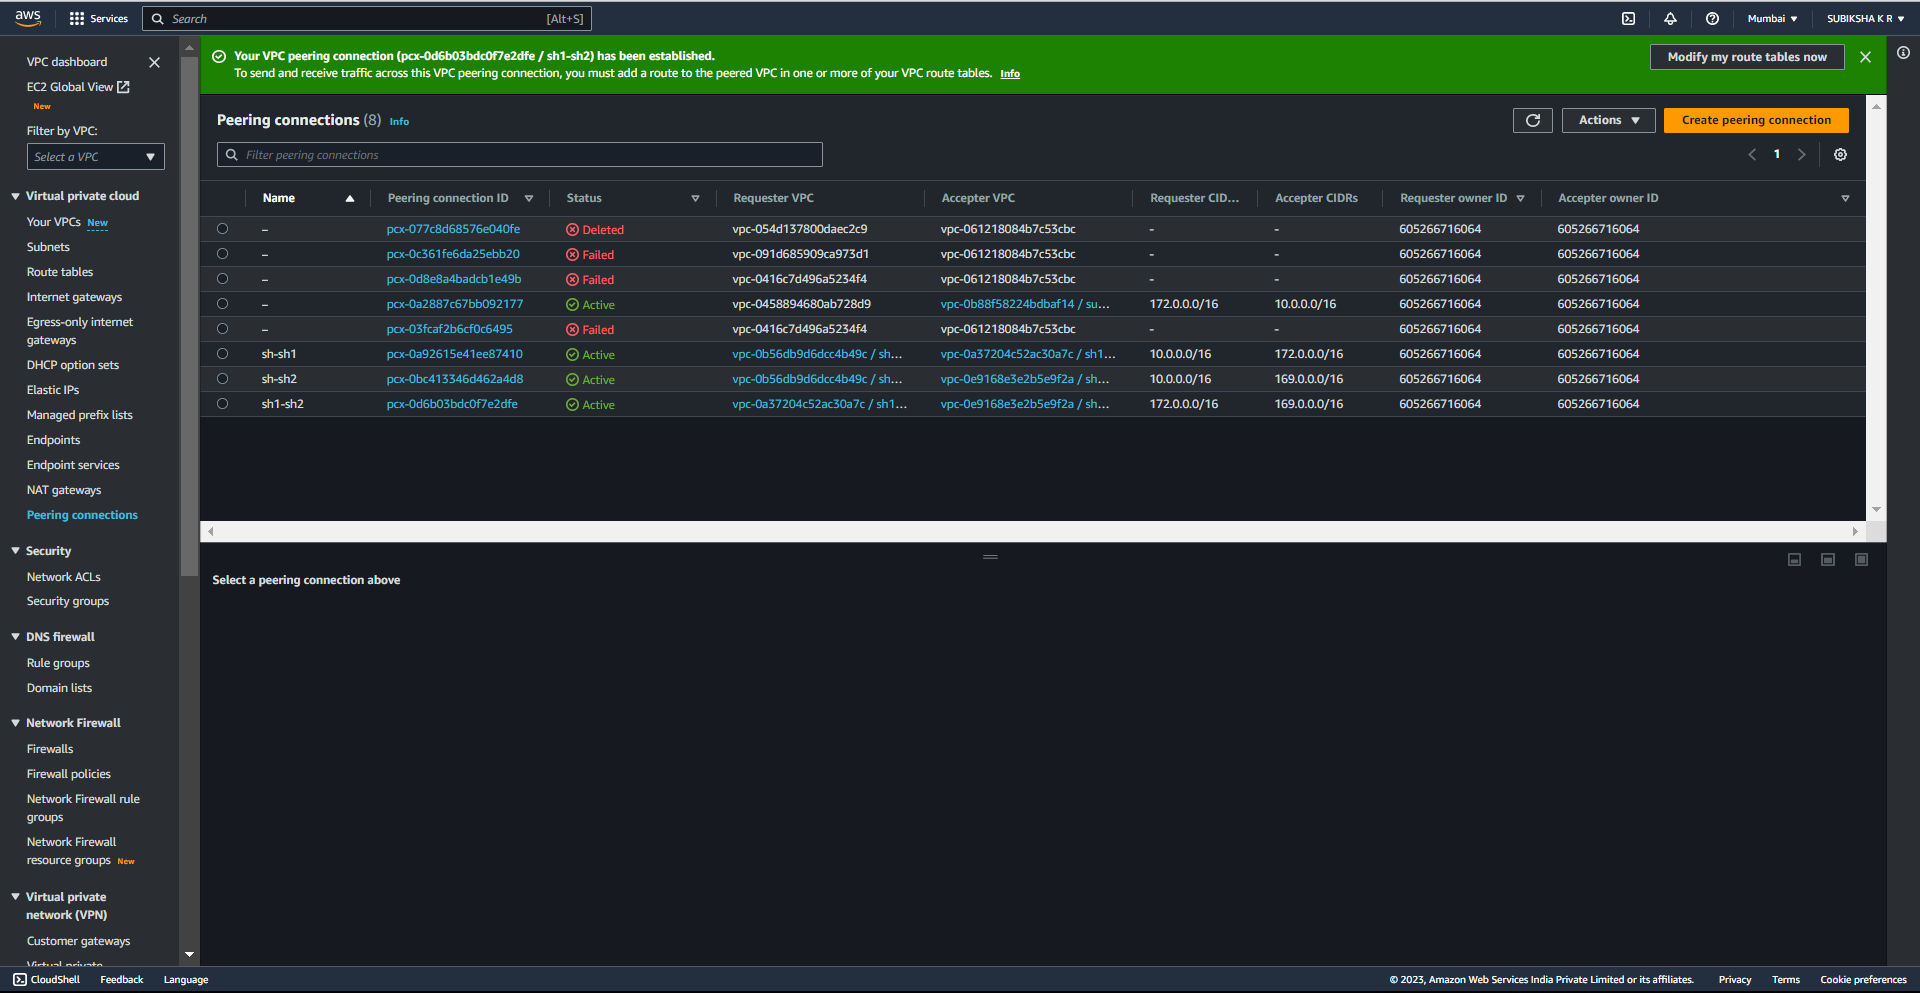 aws
Services
Search [Alt+S]
Mumbai
SUBIKSHA K R
VPC dashboard
EC2 Global View
New
Filter by VPC:
Select a VPC
Virtual private cloud
Your VPCs New
Subnets
Route tables
Internet gateways
Egress-only internet
gateways
DHCP option sets
Elastic IPs
Managed prefix lists
Endpoints
Endpoint services
NAT gateways
Peering connections
Security
Network ACLs
Security groups
DNS firewall
Rule groups
Domain lists
Network Firewall
Firewalls
Firewall policies
Network Firewall rule
groups
Network Firewall
resource groups New
Virtual private
network (VPN)
Customer gateways
Virtual private
Your VPC peering connection (pcx-0d6b03bdc0f7e2dfe / sh1-sh2) has been established.
To send and receive traffic across this VPC peering connection, you must add a route to the peered VPC in one or more of your VPC route tables. Info
Modify my route tables now
Peering connections (8) Info
Actions
Create peering connection
Filter peering connections
1
Name Peering connection ID Status Requester VPC Accepter VPC Requester CID... Accepter CIDRs Requester owner ID Accepter owner ID
– pcx-077c8d68576e040fe Deleted vpc-054d137800daec2c9 vpc-061218084b7c53cbc - - 605266716064 605266716064
– pcx-0c361fe6da25ebb20 Failed vpc-091d685909ca973d1 vpc-061218084b7c53cbc - - 605266716064 605266716064
– pcx-0d8e8a4badcb1e49b Failed vpc-0416c7d496a5234f4 vpc-061218084b7c53cbc - - 605266716064 605266716064
– pcx-0a2887c67bb092177 Active vpc-0458894680ab728d9 vpc-0b88f58224bdbaf14 / su... 172.0.0.0/16 10.0.0.0/16 605266716064 605266716064
– pcx-03fcaf2b6cf0c6495 Failed vpc-0416c7d496a5234f4 vpc-061218084b7c53cbc - - 605266716064 605266716064
sh-sh1 pcx-0a92615e41ee87410 Active vpc-0b56db9d6dcc4b49c / sh... vpc-0a37204c52ac30a7c / sh1... 10.0.0.0/16 172.0.0.0/16 605266716064 605266716064
sh-sh2 pcx-0bc413346d462a4d8 Active vpc-0b56db9d6dcc4b49c / sh... vpc-0e9168e3e2b5e9f2a / sh... 10.0.0.0/16 169.0.0.0/16 605266716064 605266716064
sh1-sh2 pcx-0d6b03bdc0f7e2dfe Active vpc-0a37204c52ac30a7c / sh1... vpc-0e9168e3e2b5e9f2a / sh... 172.0.0.0/16 169.0.0.0/16 605266716064 605266716064
Select a peering connection above
CloudShell Feedback Language
© 2023, Amazon Web Services India Private Limited or its affiliates. Privacy Terms Cookie preferences